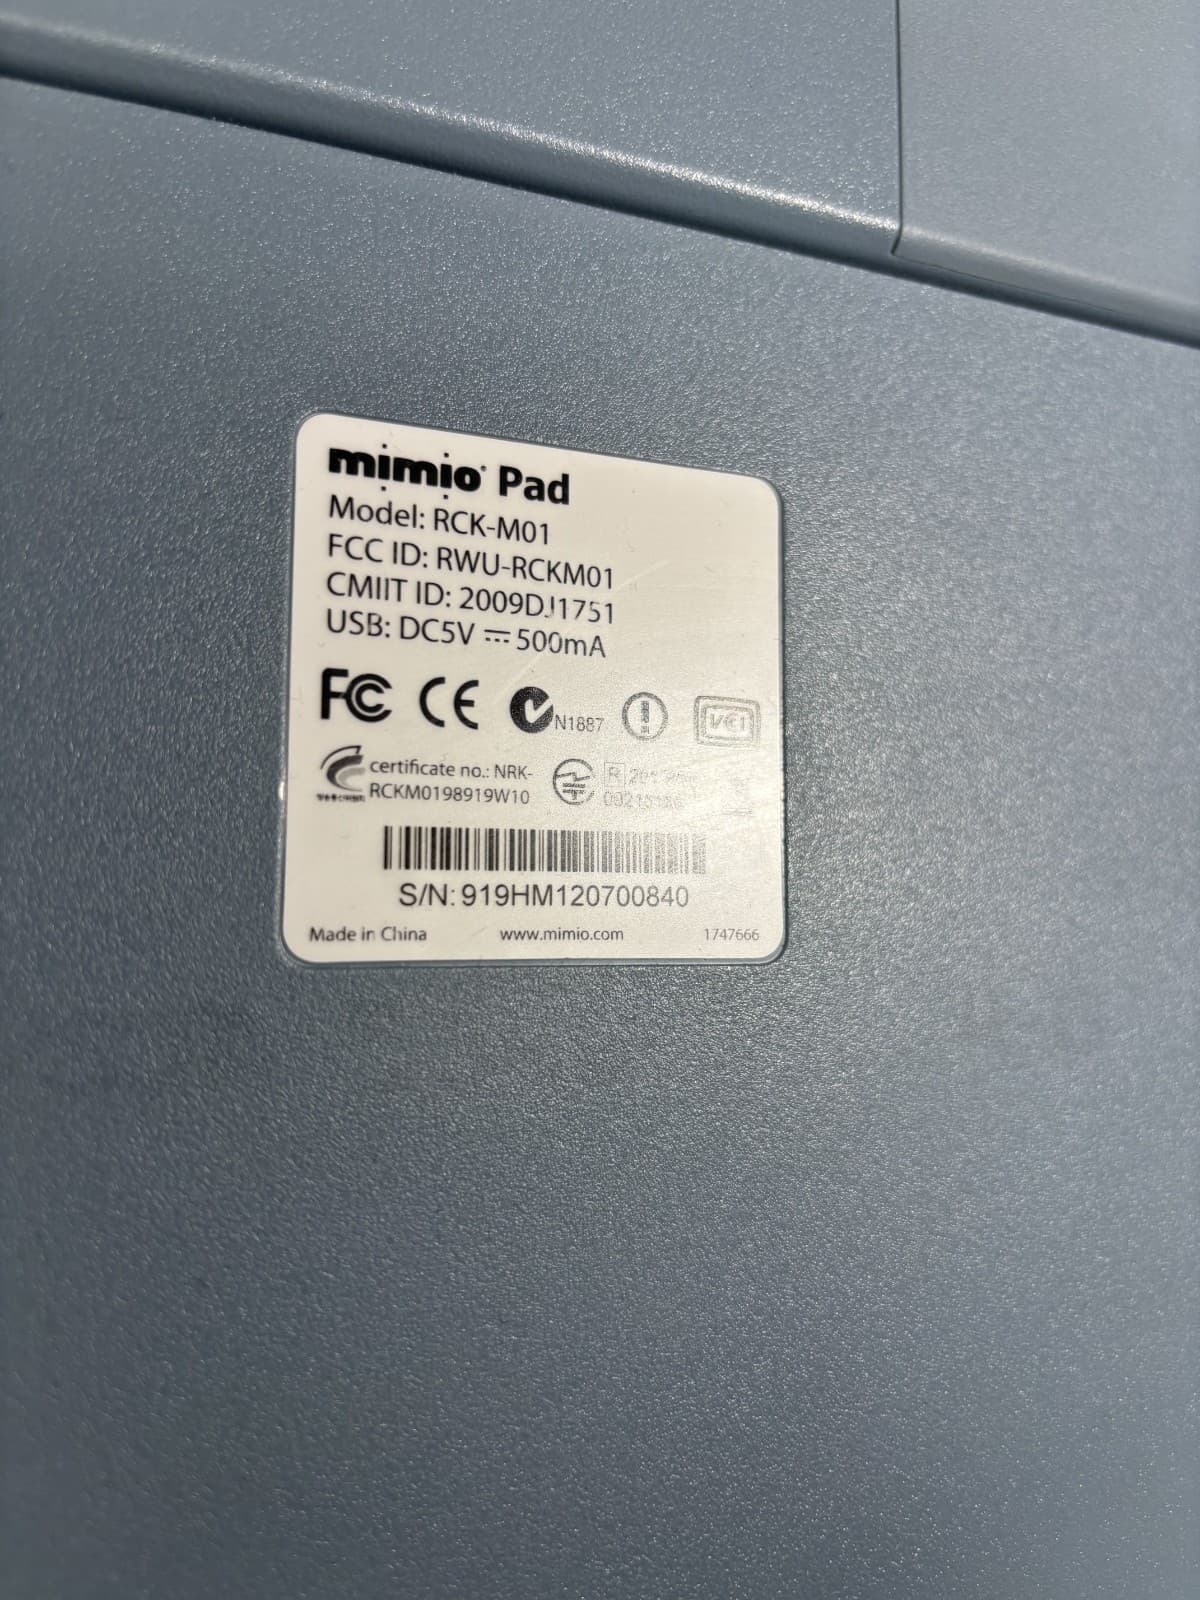 mimio Pad
Model: RCK-M01
FCC ID: RWU-RCKM01
CMIIT ID: 2009DJ1751
USB: DC5V ⎓ 500mA
FC CE N1887 VCI
certificate no.: NRK-
RCKM0198919W10
R
S/N: 919HM120700840
Made in China www.mimio.com 1747666